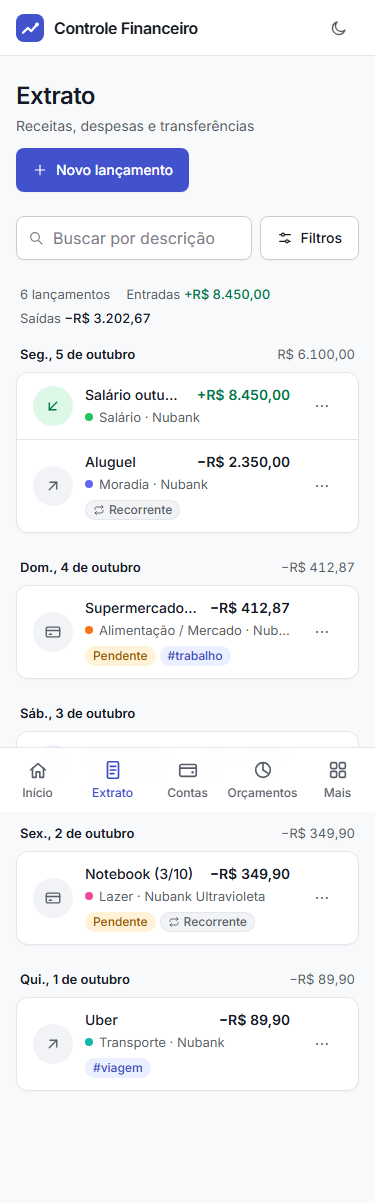 Controle Financeiro
Extrato
Receitas, despesas e transferências
Novo lançamento
Buscar por descrição
Filtros
6 lançamentos Entradas +R$ 8.450,00
Saídas −R$ 3.202,67
Seg., 5 de outubro R$ 6.100,00
Salário outu... +R$ 8.450,00
Salário · Nubank
Aluguel −R$ 2.350,00
Moradia · Nubank
Recorrente
Dom., 4 de outubro −R$ 412,87
Supermercado... −R$ 412,87
Alimentação / Mercado · Nub...
Pendente #trabalho
Sáb., 3 de outubro
Início Extrato Contas Orçamentos Mais
Sex., 2 de outubro −R$ 349,90
Notebook (3/10) −R$ 349,90
Lazer · Nubank Ultravioleta
Pendente Recorrente
Qui., 1 de outubro −R$ 89,90
Uber −R$ 89,90
Transporte · Nubank
#viagem